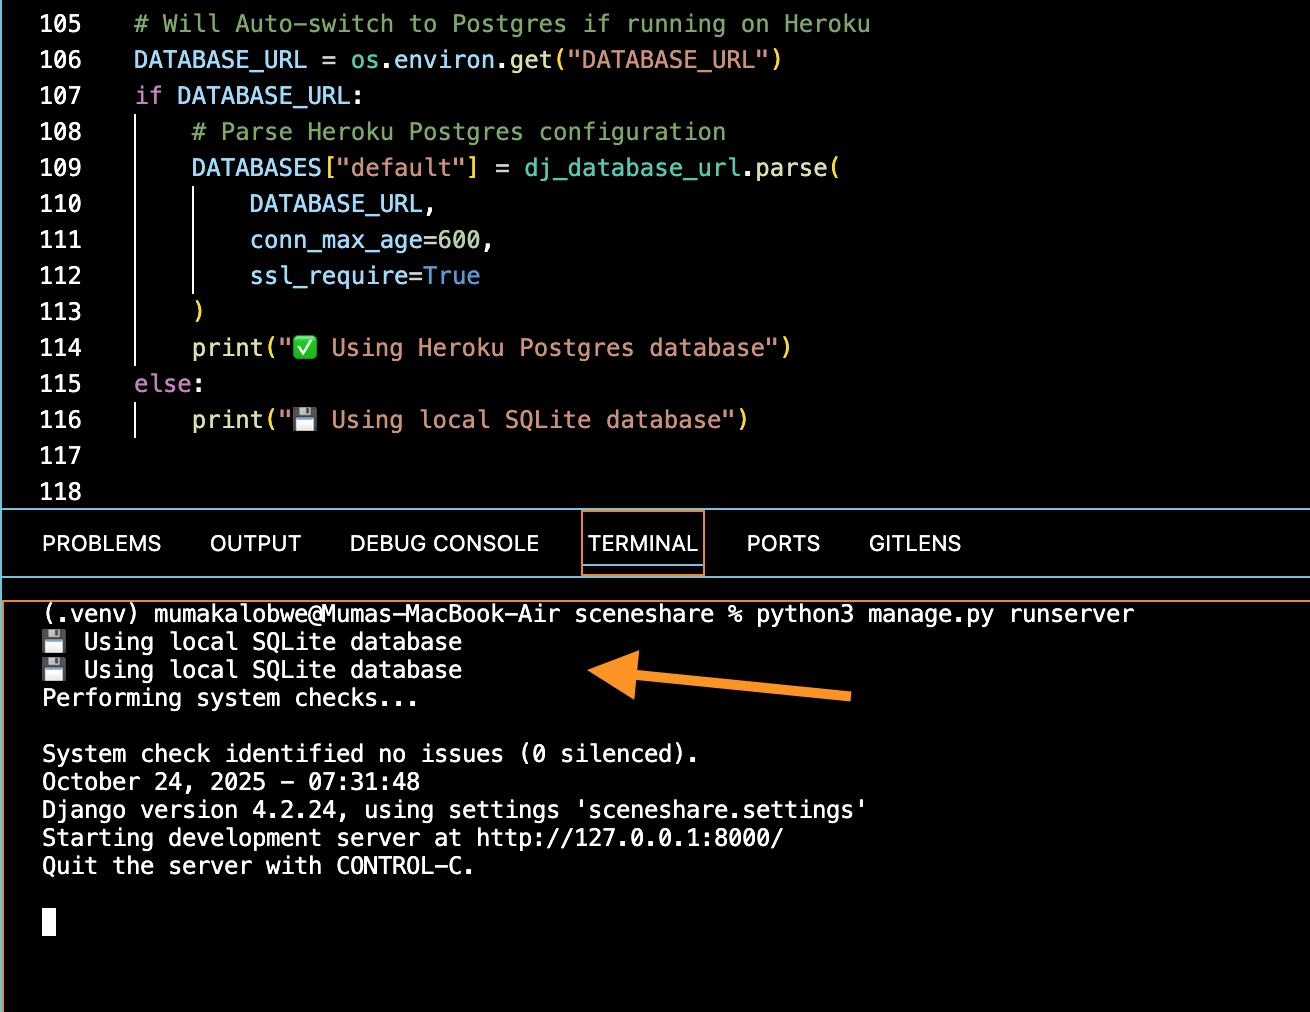 105 # Will Auto-switch to Postgres if running on Heroku
106 DATABASE_URL = os.environ.get("DATABASE_URL")
107 if DATABASE_URL:
108     # Parse Heroku Postgres configuration
109     DATABASES["default"] = dj_database_url.parse(
110         DATABASE_URL,
111         conn_max_age=600,
112         ssl_require=True
113     )
114     print("✅ Using Heroku Postgres database")
115 else:
116     print("💾 Using local SQLite database")
117
118
PROBLEMS OUTPUT DEBUG CONSOLE TERMINAL PORTS GITLENS
(.venv) mumakalobwe@Mumas-MacBook-Air sceneshare % python3 manage.py runserver
💾 Using local SQLite database
💾 Using local SQLite database
Performing system checks...
System check identified no issues (0 silenced).
October 24, 2025 - 07:31:48
Django version 4.2.24, using settings 'sceneshare.settings'
Starting development server at http://127.0.0.1:8000/
Quit the server with CONTROL-C.